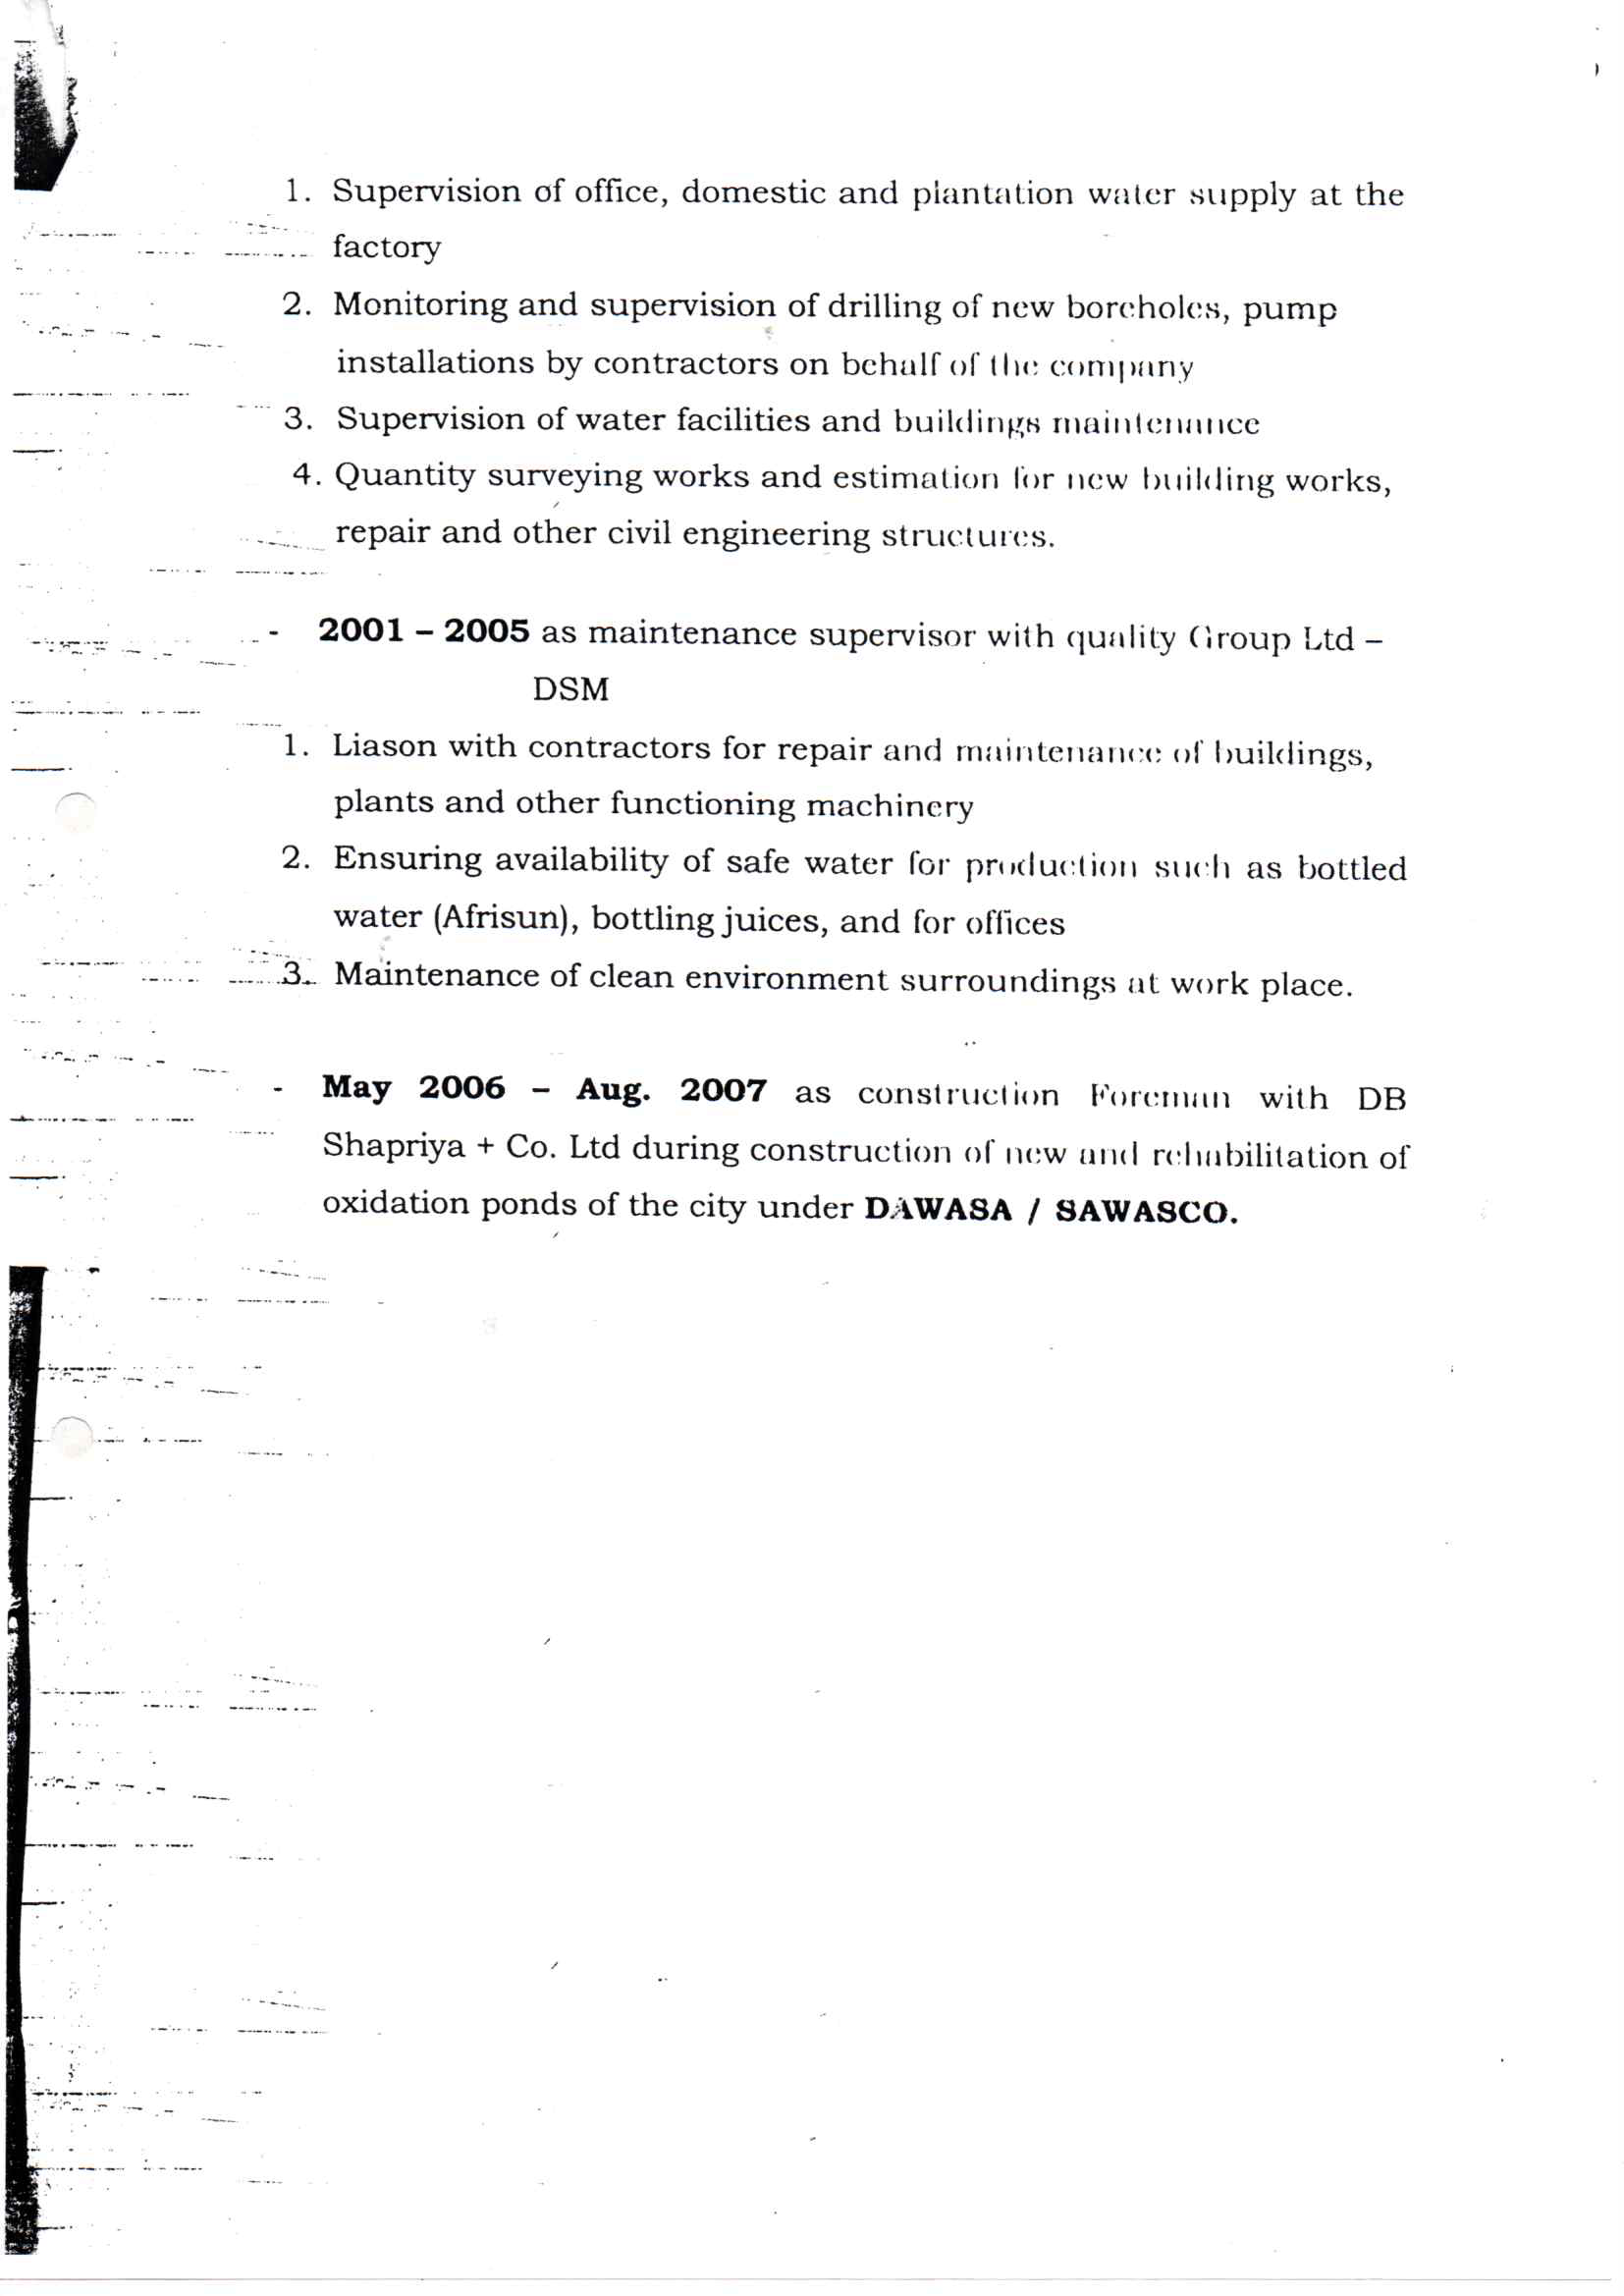 1. Supervision of office, domestic and plantation water supply at the
factory
2. Monitoring and supervision of drilling of new boreholes, pump
installations by contractors on behalf of the company
3. Supervision of water facilities and buildings maintenance
4. Quantity surveying works and estimation for new building works,
repair and other civil engineering structures.
- 2001 – 2005 as maintenance supervisor with quality Group Ltd –
DSM
1. Liason with contractors for repair and maintenance of buildings,
plants and other functioning machinery
2. Ensuring availability of safe water for production such as bottled
water (Afrisun), bottling juices, and for offices
3. Maintenance of clean environment surroundings at work place.
- May 2006 – Aug. 2007 as construction Foreman with DB
Shapriya + Co. Ltd during construction of new and rehabilitation of
oxidation ponds of the city under DAWASA / SAWASCO.